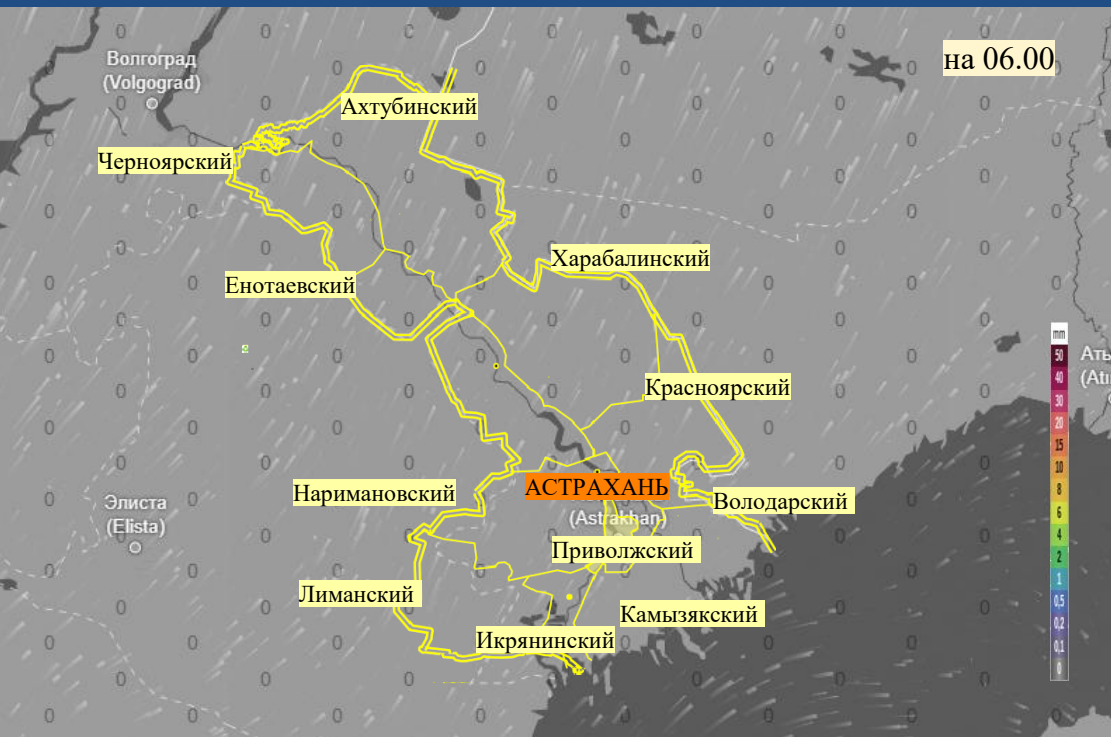 на 06.00
Волгоград
(Volgograd)
Ахтубинский
Черноярский
Харабалинский
Енотаевский
mm
50
40
30
20
15
10
8
6
4
2
1
0,5
0,2
0,1
0
Красноярский
Наримановский
АСТРАХАНЬ
(Astrakhan)
Володарский
Элиста
(Elista)
Приволжский
Лиманский
Камызякский
Икрянинский